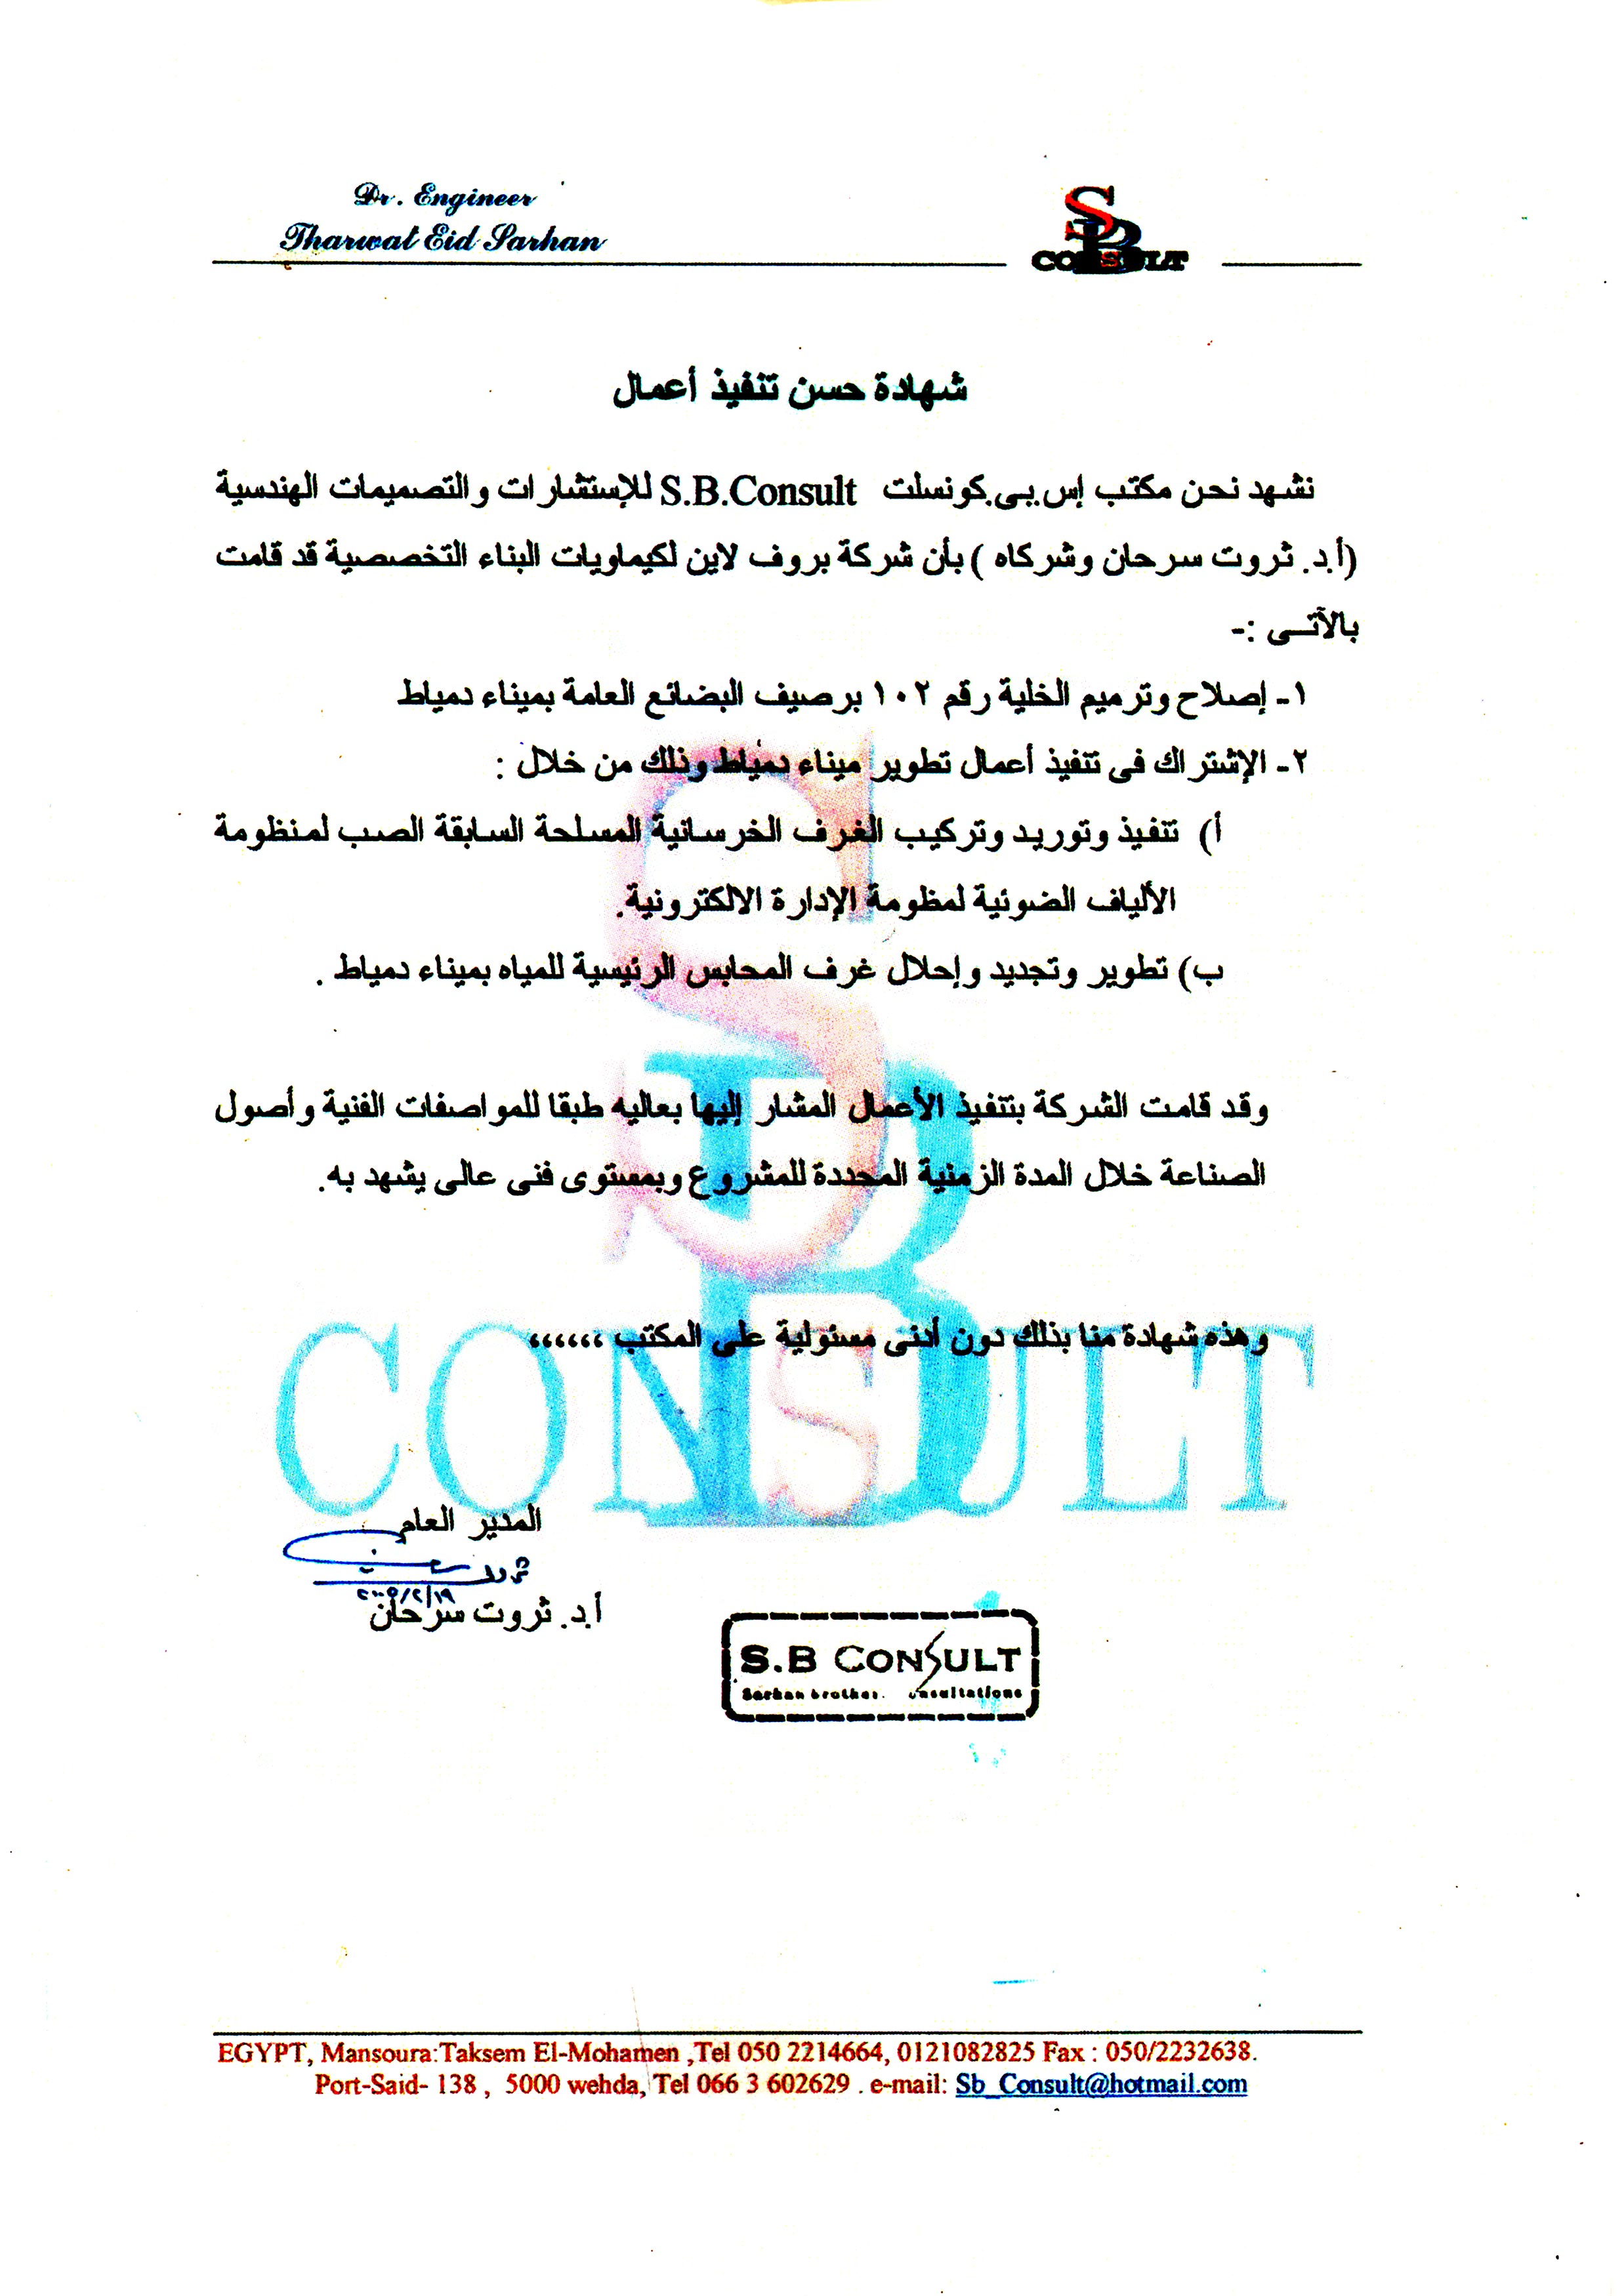 Dr. Engineer
Tharwat Eid Sarhan
SB
CONSULT
شهادة حسن تنفيذ أعمال
نشهد نحن مكتب إس.بى.كونسلت S.B.Consult للإستشارات والتصميمات الهندسية
(أ.د. ثروت سرحان وشركاه ) بأن شركة بروف لاين لكيماويات البناء التخصصية قد قامت
بالآتــى :-
١- إصلاح وترميم الخلية رقم ١٠٢ برصيف البضائع العامة بميناء دمياط
٢- الإشتراك فى تنفيذ أعمال تطوير ميناء دمياط وذلك من خلال :
أ) تنفيذ وتوريد وتركيب الغرف الخرسانية المسلحة السابقة الصب لمنظومة
الألياف الضوئية لمظومة الإدارة الالكترونية.
ب) تطوير وتجديد وإحلال غرف المحابس الرئيسية للمياه بميناء دمياط .
وقد قامت الشركة بتنفيذ الأعمال المشار إليها بعاليه طبقا للمواصفات الفنية وأصول
الصناعة خلال المدة الزمنية المحددة للمشروع وبمستوى فنى عالى يشهد به.
وهذه شهادة منا بذلك دون أدنى مسئولية على المكتب ،،،،،،
SB
CONSULT
المدير العام
أ.د. ثروت سرحان
S.B CONSULT
Sarhan
EGYPT, Mansoura:Taksem El-Mohamen ,Tel 050 2214664, 0121082825 Fax : 050/2232638.
Port-Said- 138 , 5000 wehda, Tel 066 3 602629 . e-mail: Sb_Consult@hotmail.com